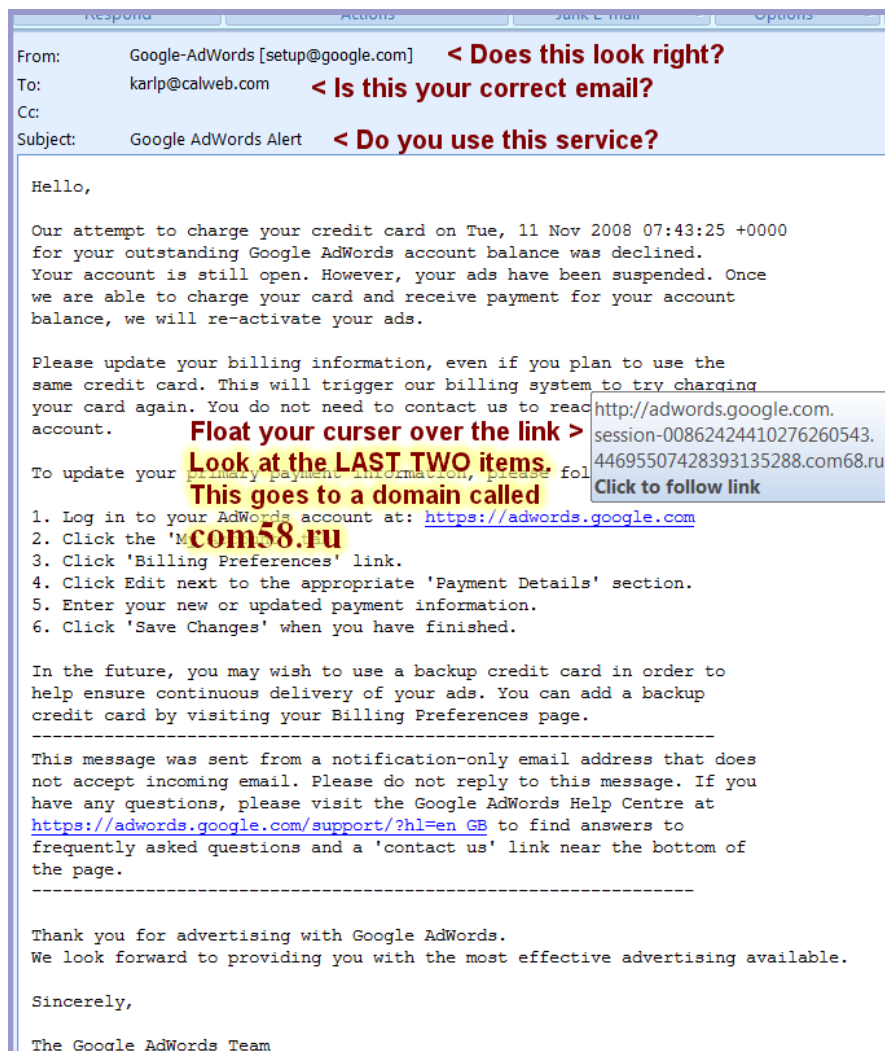 Respond Actions Junk E-mail Options
From: Google-AdWords [setup@google.com] < Does this look right?
To: karlp@calweb.com < Is this your correct email?
Cc:
Subject: Google AdWords Alert < Do you use this service?
Hello,
Our attempt to charge your credit card on Tue, 11 Nov 2008 07:43:25 +0000
for your outstanding Google AdWords account balance was declined.
Your account is still open. However, your ads have been suspended. Once
we are able to charge your card and receive payment for your account
balance, we will re-activate your ads.
Please update your billing information, even if you plan to use the
same credit card. This will trigger our billing system to try charging
your card again. You do not need to contact us to reac
account.
http://adwords.google.com.
session-00862424410276260543.
44695507428393135288.com68.ru
Click to follow link
Float your curser over the link >
Look at the LAST TWO items.
This goes to a domain called
com58.ru
To update your primary payment information, please fol
1. Log in to your AdWords account at: https://adwords.google.com
2. Click the 'M
3. Click 'Billing Preferences' link.
4. Click Edit next to the appropriate 'Payment Details' section.
5. Enter your new or updated payment information.
6. Click 'Save Changes' when you have finished.
In the future, you may wish to use a backup credit card in order to
help ensure continuous delivery of your ads. You can add a backup
credit card by visiting your Billing Preferences page.
------------------------------------------------------------------
This message was sent from a notification-only email address that does
not accept incoming email. Please do not reply to this message. If you
have any questions, please visit the Google AdWords Help Centre at
https://adwords.google.com/support/?hl=en GB to find answers to
frequently asked questions and a 'contact us' link near the bottom of
the page.
----------------------------------------------------------------
Thank you for advertising with Google AdWords.
We look forward to providing you with the most effective advertising available.
Sincerely,
The Google AdWords Team